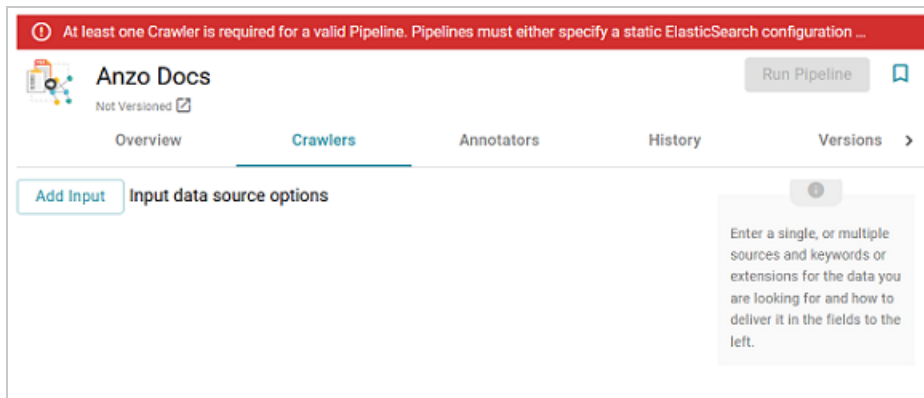 At least one Crawler is required for a valid Pipeline. Pipelines must either specify a static ElasticSearch configuration ...
Anzo Docs
Run Pipeline
Not Versioned
Overview
Crawlers
Annotators
History
Versions
Add Input
Input data source options
Enter a single, or multiple
sources and keywords or
extensions for the data you
are looking for and how to
deliver it in the fields to the
left.